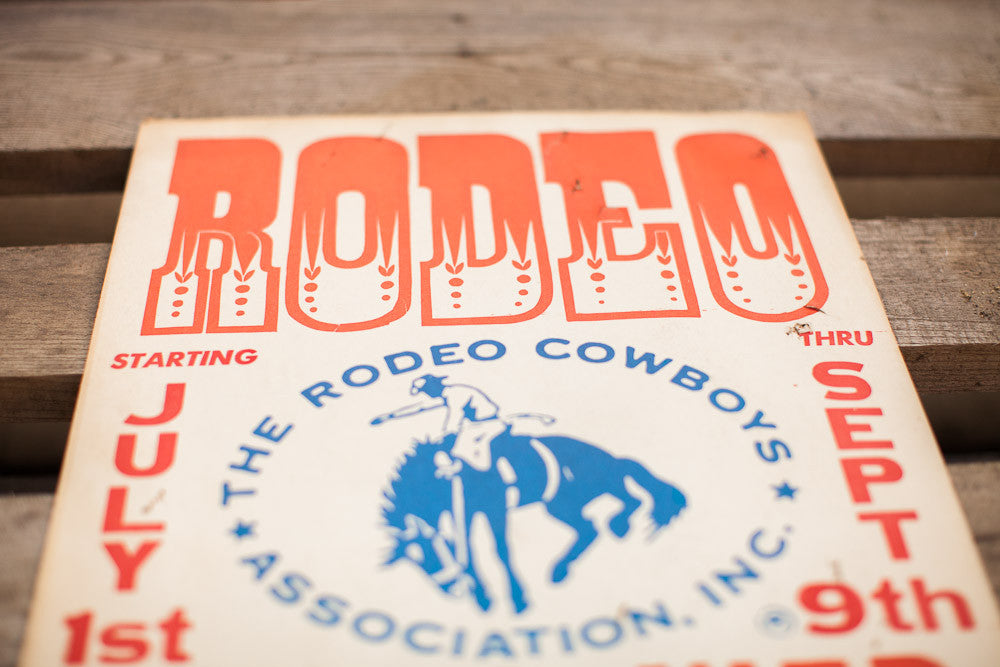 RODEO
STARTING
JULY
1st
THE RODEO COWBOYS
ASSOCIATION, INC.
THRU
SEPT
9th